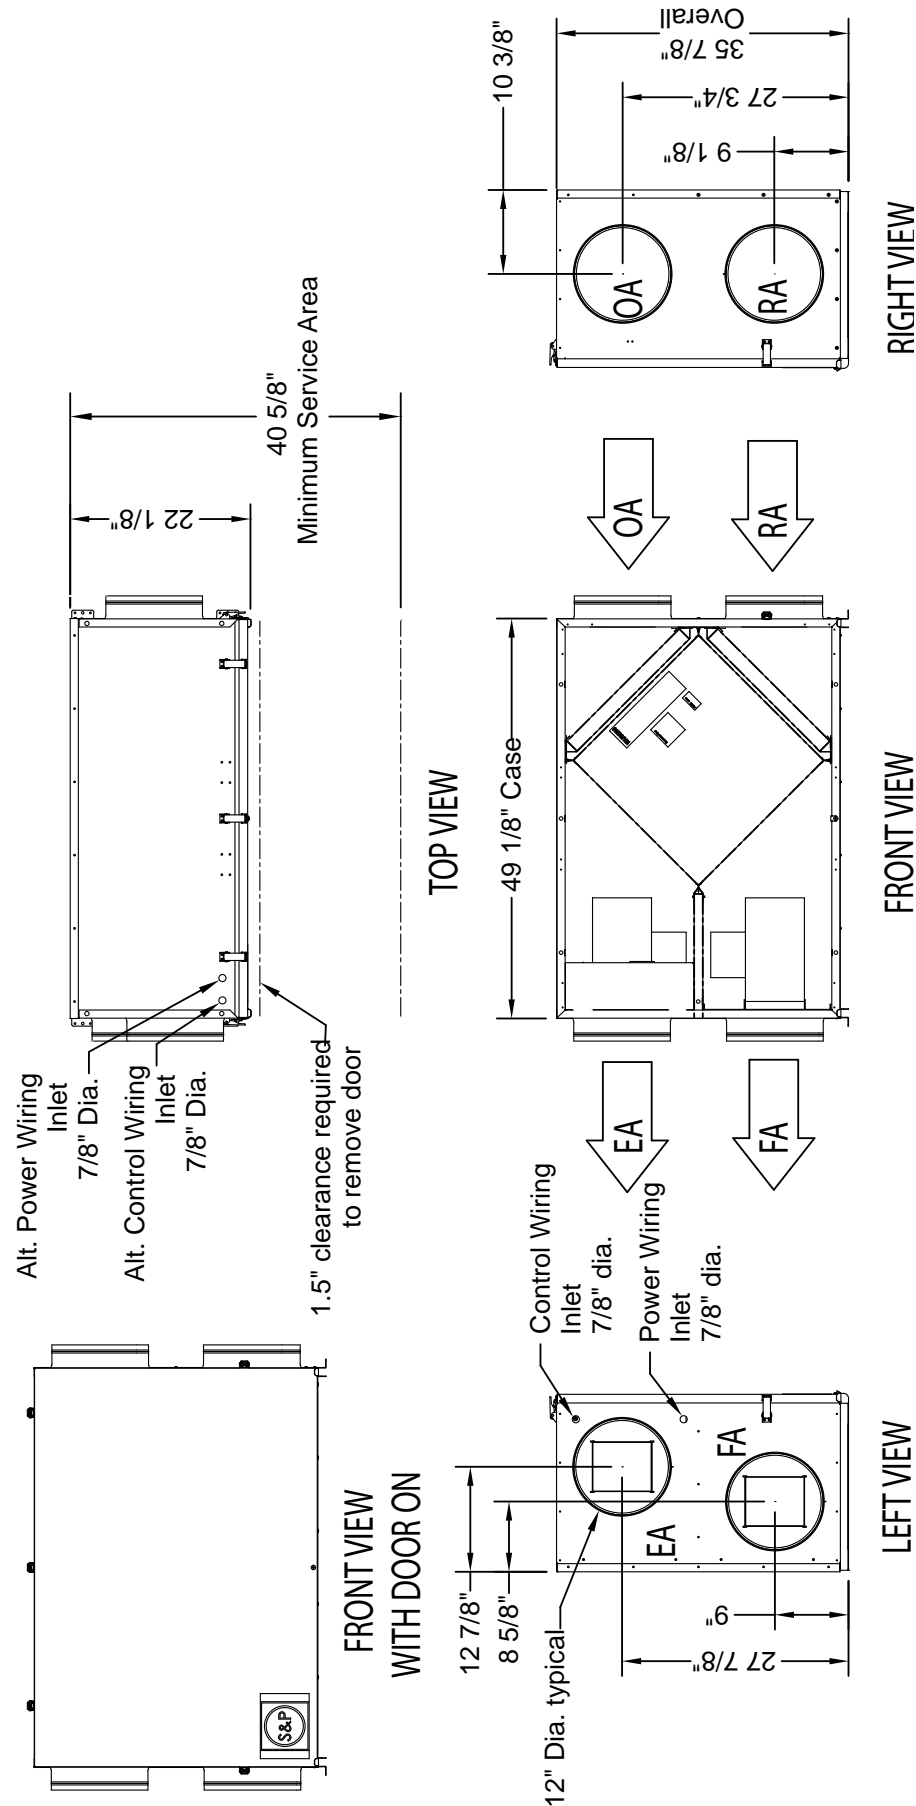 Alt. Power Wiring
Inlet
7/8" Dia.
Alt. Control Wiring
Inlet
7/8" Dia.
1.5" clearance required
to remove door
22 1/8"
40 5/8"
Minimum Service Area
TOP VIEW
S&P
FRONT VIEW
WITH DOOR ON
12 7/8"
8 5/8"
12" Dia. typical
EA
FA
Control Wiring
Inlet
7/8" dia.
Power Wiring
Inlet
7/8" dia.
9"
27 7/8"
LEFT VIEW
EA
FA
49 1/8" Case
OA
RA
FRONT VIEW
10 3/8"
OA
RA
9 1/8"
27 3/4"
35 7/8"
Overall
RIGHT VIEW